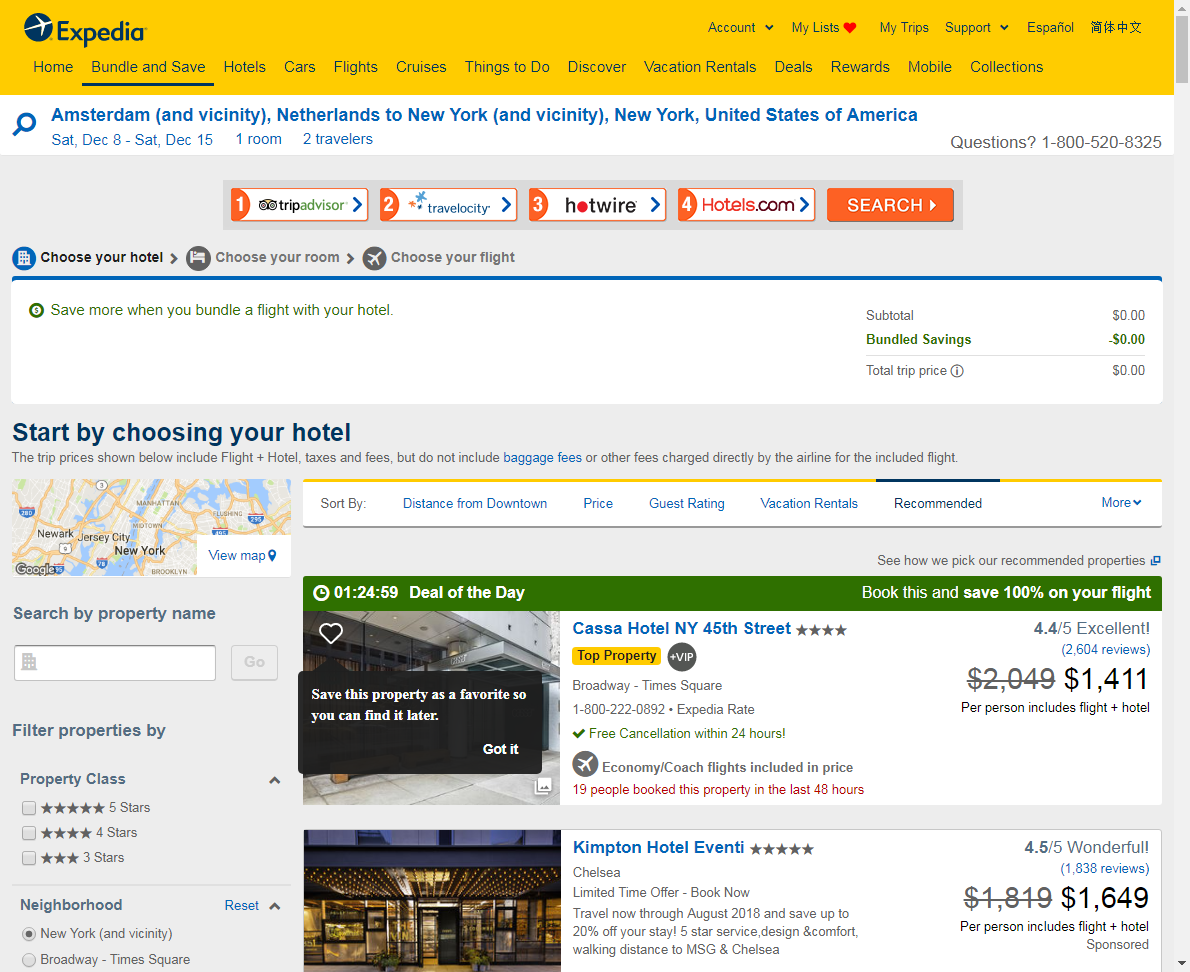 Expedia
Account
My Lists
My Trips
Support
Español
简体中文
Home
Bundle and Save
Hotels
Cars
Flights
Cruises
Things to Do
Discover
Vacation Rentals
Deals
Rewards
Mobile
Collections
Amsterdam (and vicinity), Netherlands to New York (and vicinity), New York, United States of America
Sat, Dec 8 - Sat, Dec 15 1 room 2 travelers
Questions? 1-800-520-8325
1 tripadvisor
2 travelocity
3 hotwire
4 Hotels.com
SEARCH
Choose your hotel
Choose your room
Choose your flight
Save more when you bundle a flight with your hotel.
Subtotal $0.00
Bundled Savings -$0.00
Total trip price $0.00
Start by choosing your hotel
The trip prices shown below include Flight + Hotel, taxes and fees, but do not include baggage fees or other fees charged directly by the airline for the included flight.
3
MANHATTAN
280
FLUSHING
295
MIDTOWN
495
Newark
Jersey City
9
New York
78
BROOKLYN
Google
View map
Sort By:
Distance from Downtown
Price
Guest Rating
Vacation Rentals
Recommended
More
See how we pick our recommended properties
Search by property name
Go
Filter properties by
Property Class
5 Stars
4 Stars
3 Stars
Neighborhood
Reset
New York (and vicinity)
Broadway - Times Square
01:24:59 Deal of the Day
Book this and save 100% on your flight
Save this property as a favorite so
you can find it later.
Got it
Cassa Hotel NY 45th Street
Top Property
+VIP
Broadway - Times Square
1-800-222-0892 • Expedia Rate
Free Cancellation within 24 hours!
Economy/Coach flights included in price
19 people booked this property in the last 48 hours
4.4/5 Excellent!
(2,604 reviews)
$2,049 $1,411
Per person includes flight + hotel
Kimpton Hotel Eventi
Chelsea
Limited Time Offer - Book Now
Travel now through August 2018 and save up to
20% off your stay! 5 star service,design &comfort,
walking distance to MSG & Chelsea
4.5/5 Wonderful!
(1,838 reviews)
$1,819 $1,649
Per person includes flight + hotel
Sponsored